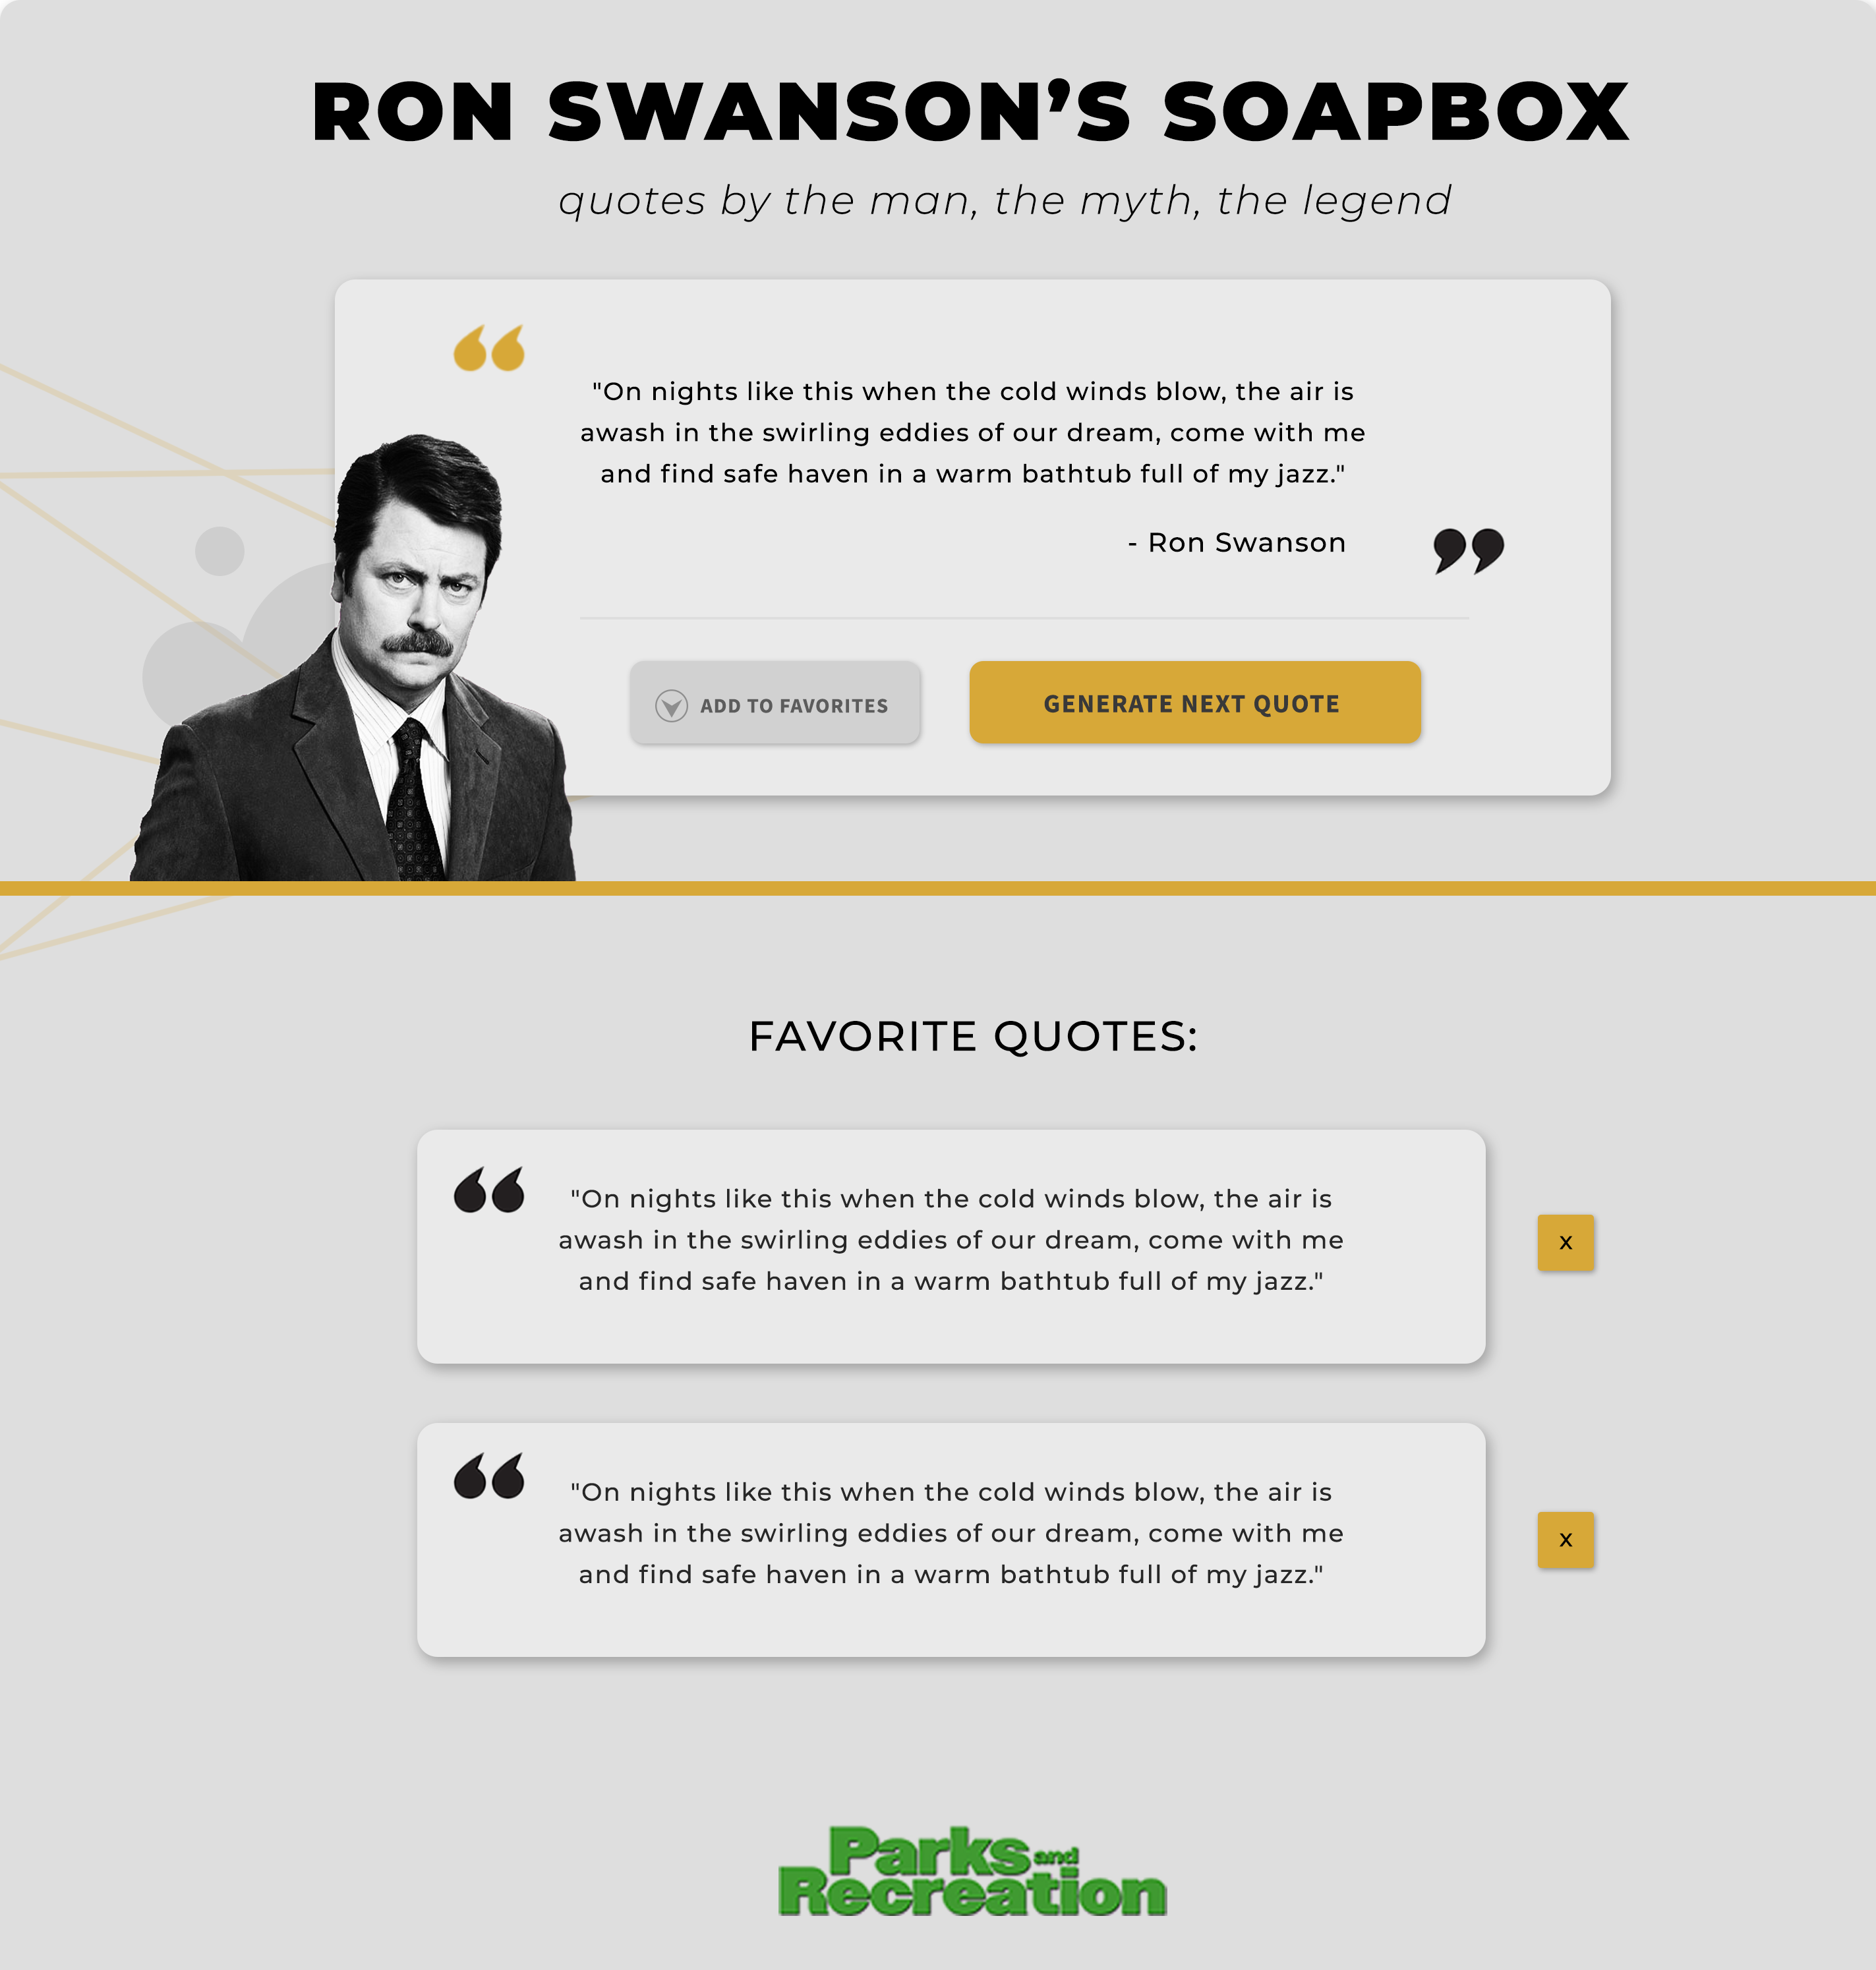 RON SWANSON’S SOAPBOX
quotes by the man, the myth, the legend
"On nights like this when the cold winds blow, the air is
awash in the swirling eddies of our dream, come with me
and find safe haven in a warm bathtub full of my jazz."
- Ron Swanson
ADD TO FAVORITES
GENERATE NEXT QUOTE
FAVORITE QUOTES:
"On nights like this when the cold winds blow, the air is
awash in the swirling eddies of our dream, come with me
and find safe haven in a warm bathtub full of my jazz."
x
"On nights like this when the cold winds blow, the air is
awash in the swirling eddies of our dream, come with me
and find safe haven in a warm bathtub full of my jazz."
x
Parks and
Recreation